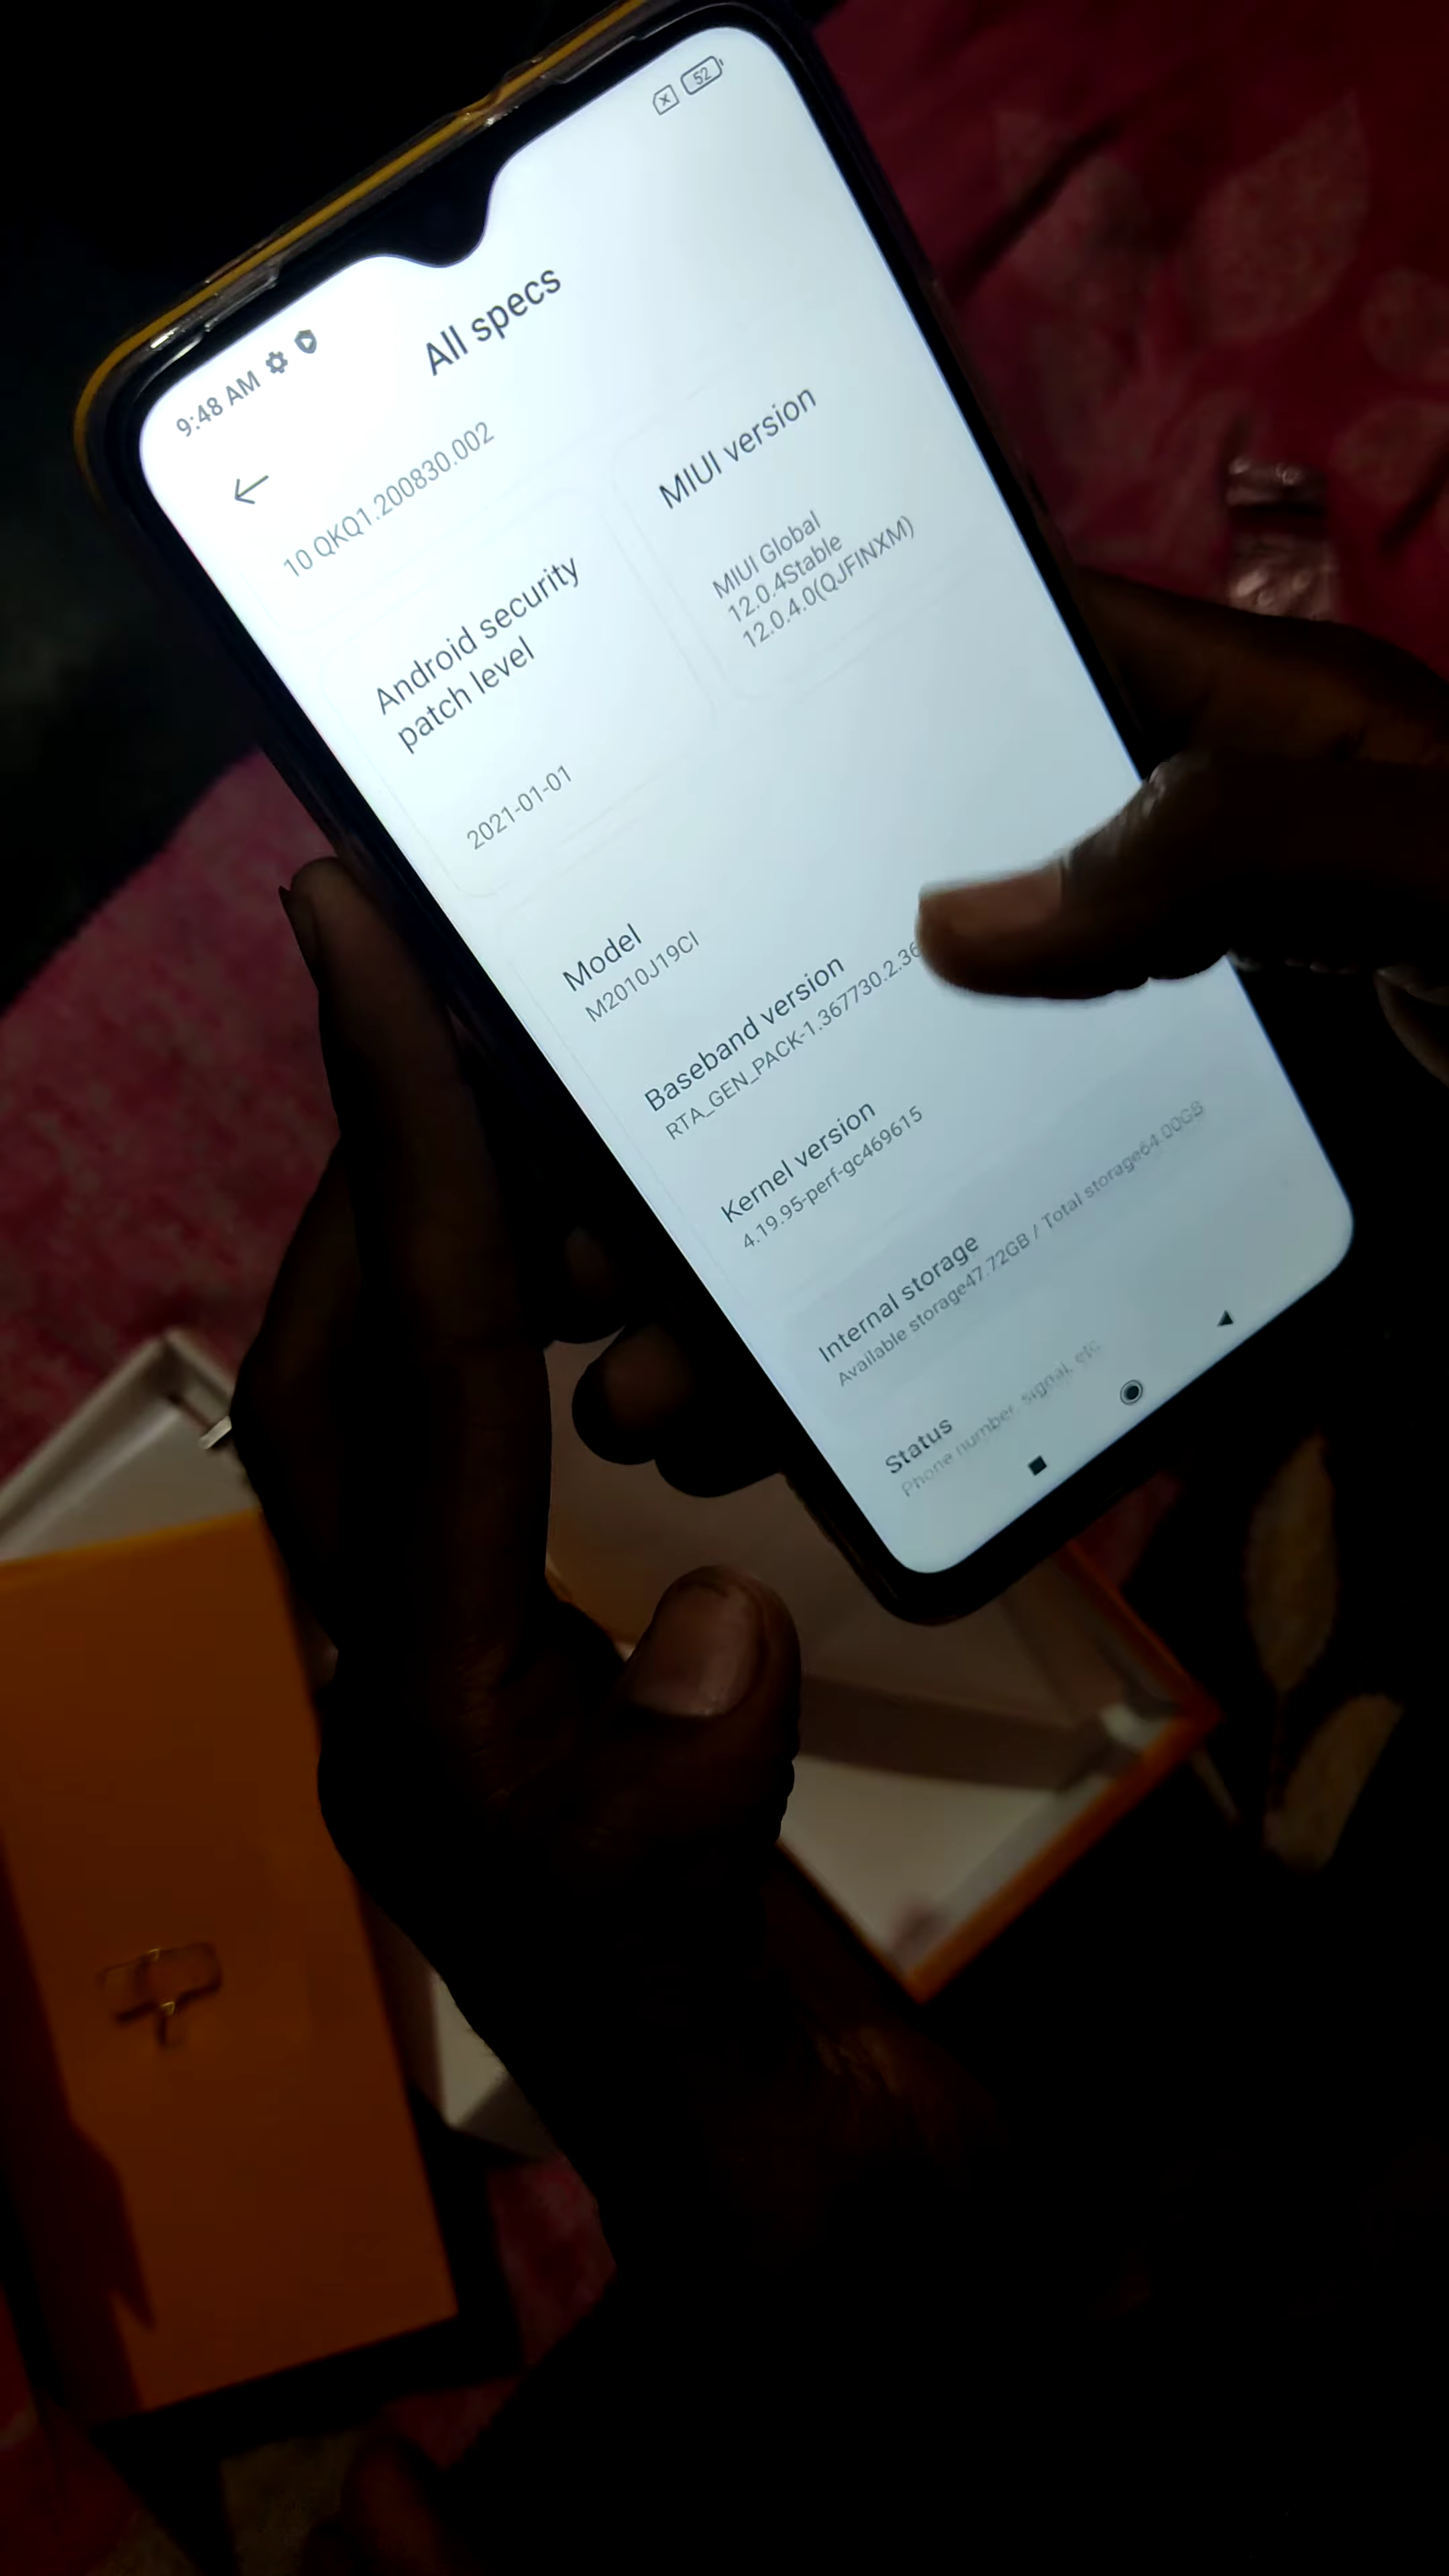 9:48 AM
52
All specs
10 QKQ1.200830.002
Android security
patch level
2021-01-01
MIUI version
MIUI Global
12.0.4Stable
12.0.4.0(QJFINXM)
Model
M2010J19CI
Baseband version
RTA_GEN_PACK-1.367730.2.36
Kernel version
4.19.95-perf-gc469615
Internal storage
Available storage47.72GB / Total storage64.00GB
Status
Phone number, signal, etc.